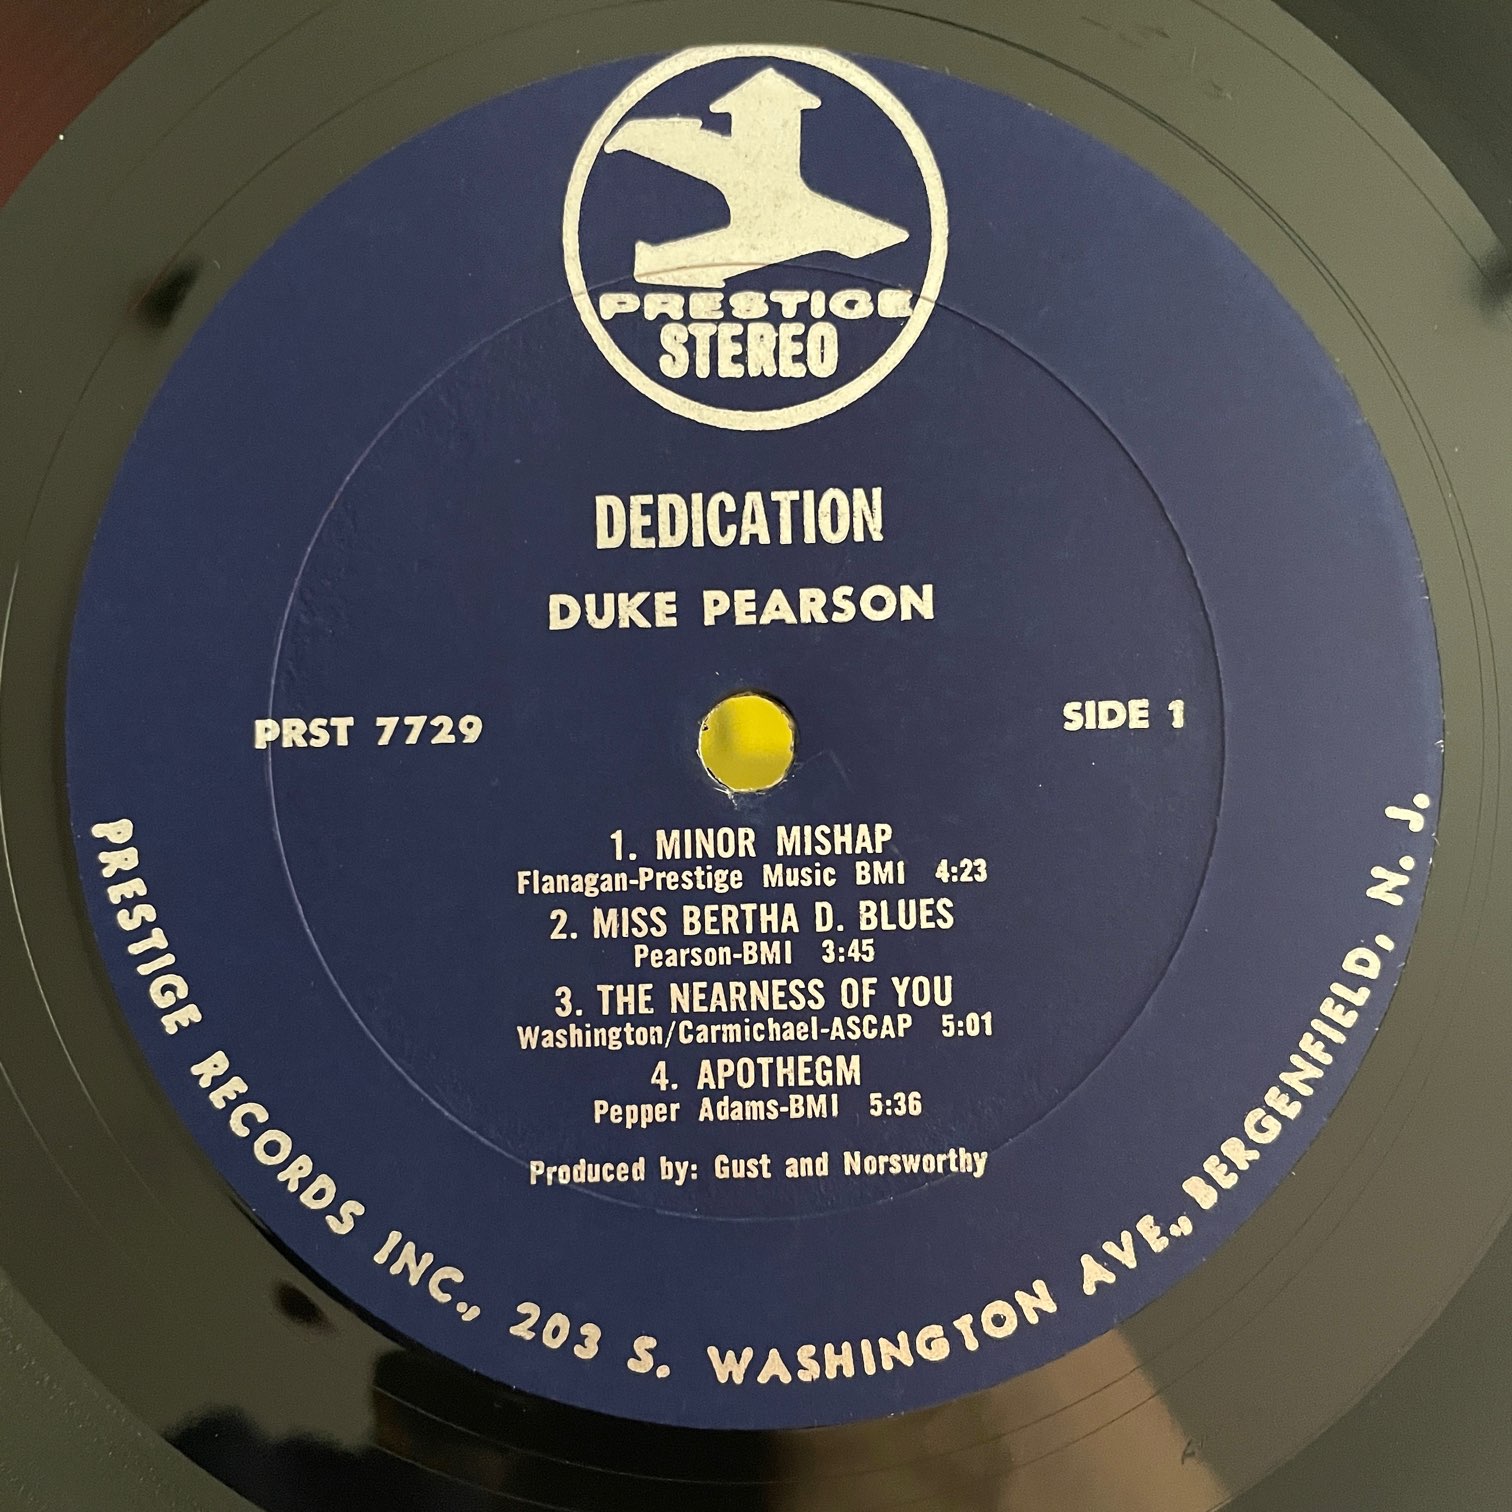 PRESTIGE
STEREO
DEDICATION
DUKE PEARSON
PRST 7729
SIDE 1
1. MINOR MISHAP
Flanagan-Prestige Music BMI 4:23
2. MISS BERTHA D. BLUES
Pearson-BMI 3:45
3. THE NEARNESS OF YOU
Washington/Carmichael-ASCAP 5:01
4. APOTHEGM
Pepper Adams-BMI 5:36
Produced by: Gust and Norsworthy
PRESTIGE RECORDS INC., 203 S. WASHINGTON AVE., BERGENFIELD, N. J.